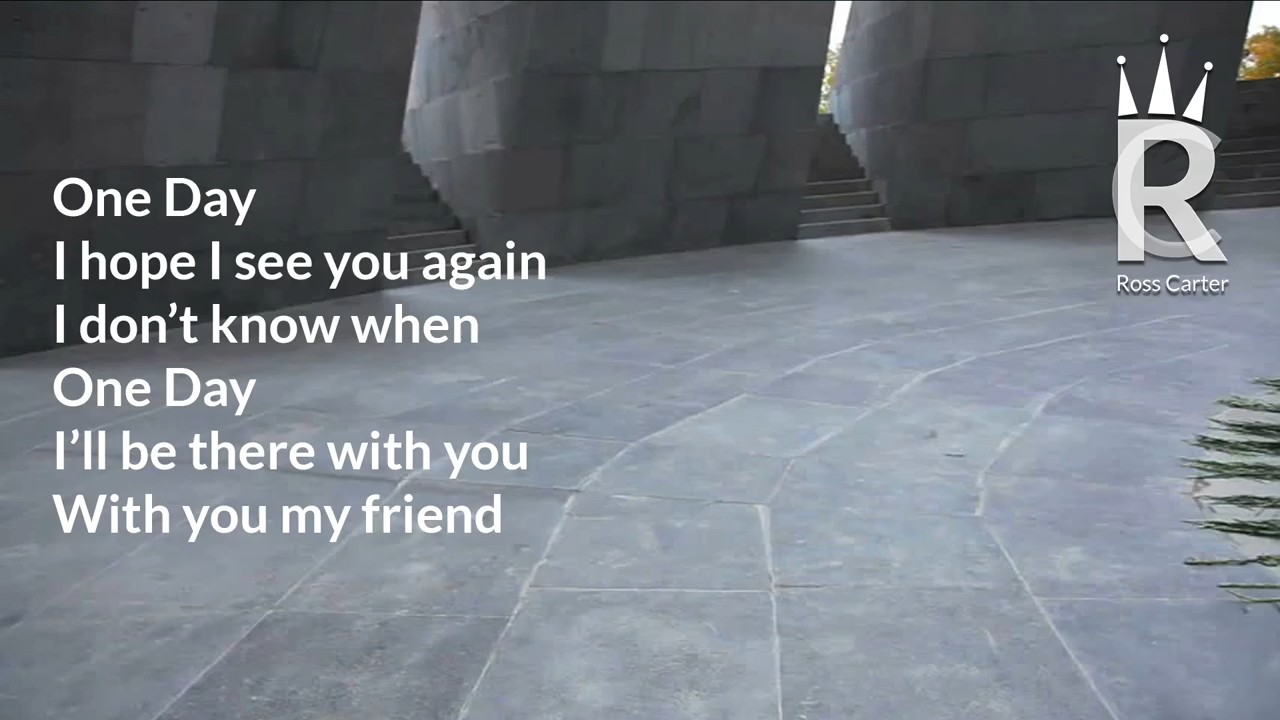 One Day
I hope I see you again
I don’t know when
One Day
I’ll be there with you
With you my friend
RC
Ross Carter